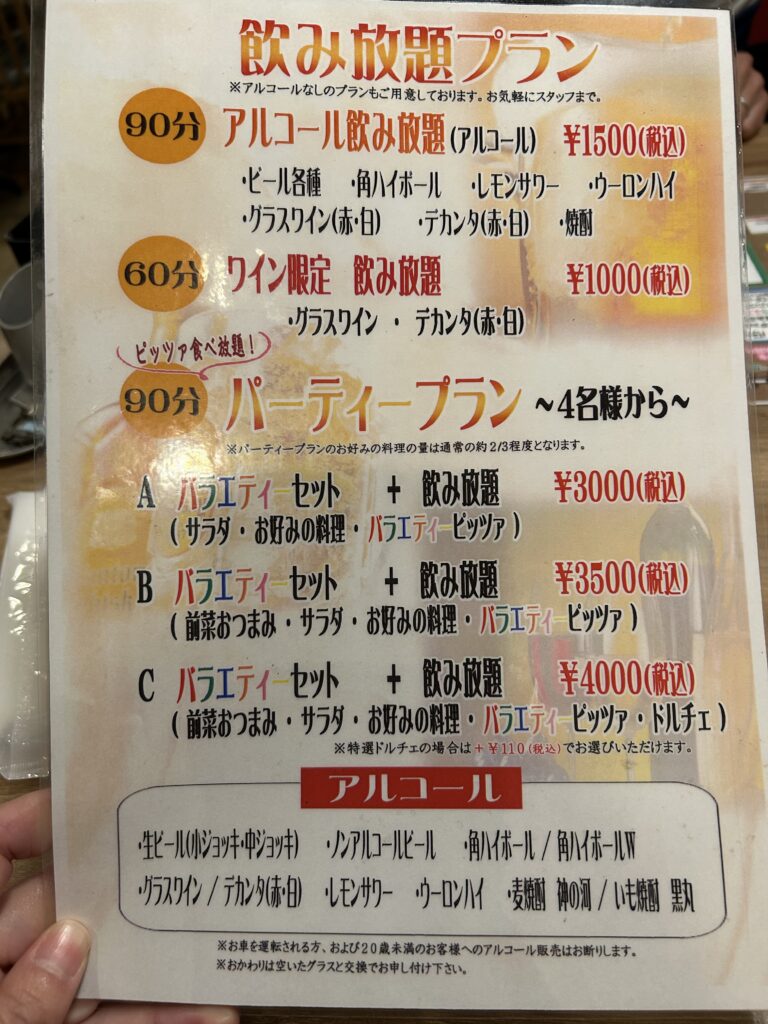 飲み放題プラン
※アルコールなしのプランもご用意しております。お気軽にスタッフまで。
90分 アルコール飲み放題(アルコール) ¥1500(税込)
・ビール各種 ・角ハイボール ・レモンサワー ・ウーロンハイ
・グラスワイン(赤・白) ・デカンタ(赤・白) ・焼酎
60分 ワイン限定 飲み放題 ¥1000(税込)
・グラスワイン ・ デカンタ(赤・白)
ピッツァ食べ放題!
90分 パーティープラン ~4名様から~
※パーティープランのお好みの料理の量は通常の約2/3程度となります。
A バラエティーセット + 飲み放題 ¥3000(税込)
( サラダ・お好みの料理・バラエティーピッツァ )
B バラエティーセット + 飲み放題 ¥3500(税込)
( 前菜おつまみ・サラダ・お好みの料理・バラエティーピッツァ )
C バラエティーセット + 飲み放題 ¥4000(税込)
( 前菜おつまみ・サラダ・お好みの料理・バラエティーピッツァ・ドルチェ )
※特選ドルチェの場合は+¥110(税込)でお選びいただけます。
アルコール
・生ビール(小ジョッキ・中ジョッキ) ・ノンアルコールビール ・角ハイボール / 角ハイボールW
・グラスワイン / デカンタ(赤・白) ・レモンサワー ・ウーロンハイ ・麦焼酎 神の河 / いも焼酎 黒丸
※お車を運転される方、および20歳未満のお客様へのアルコール販売はお断りします。
※おかわりは空いたグラスと交換でお申し付け下さい。